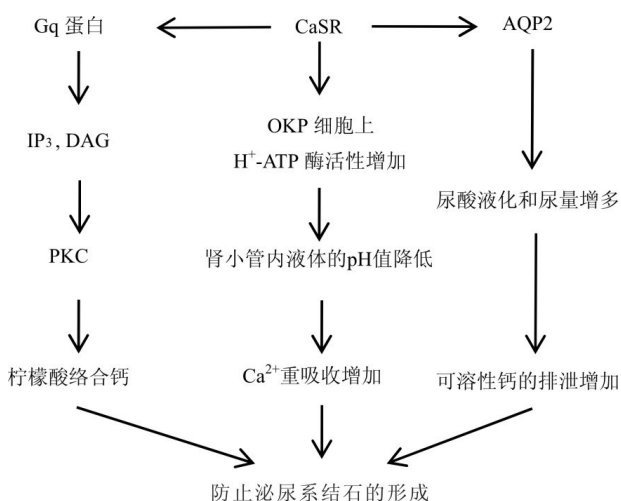 Gq 蛋白
CaSR
AQP2
OKP 细胞上
H⁺-ATP 酶活性增加
IP₃, DAG
尿酸液化和尿量增多
PKC
肾小管内液体的pH值降低
柠檬酸络合钙
Ca²⁺重吸收增加
可溶性钙的排泄增加
防止泌尿系结石的形成